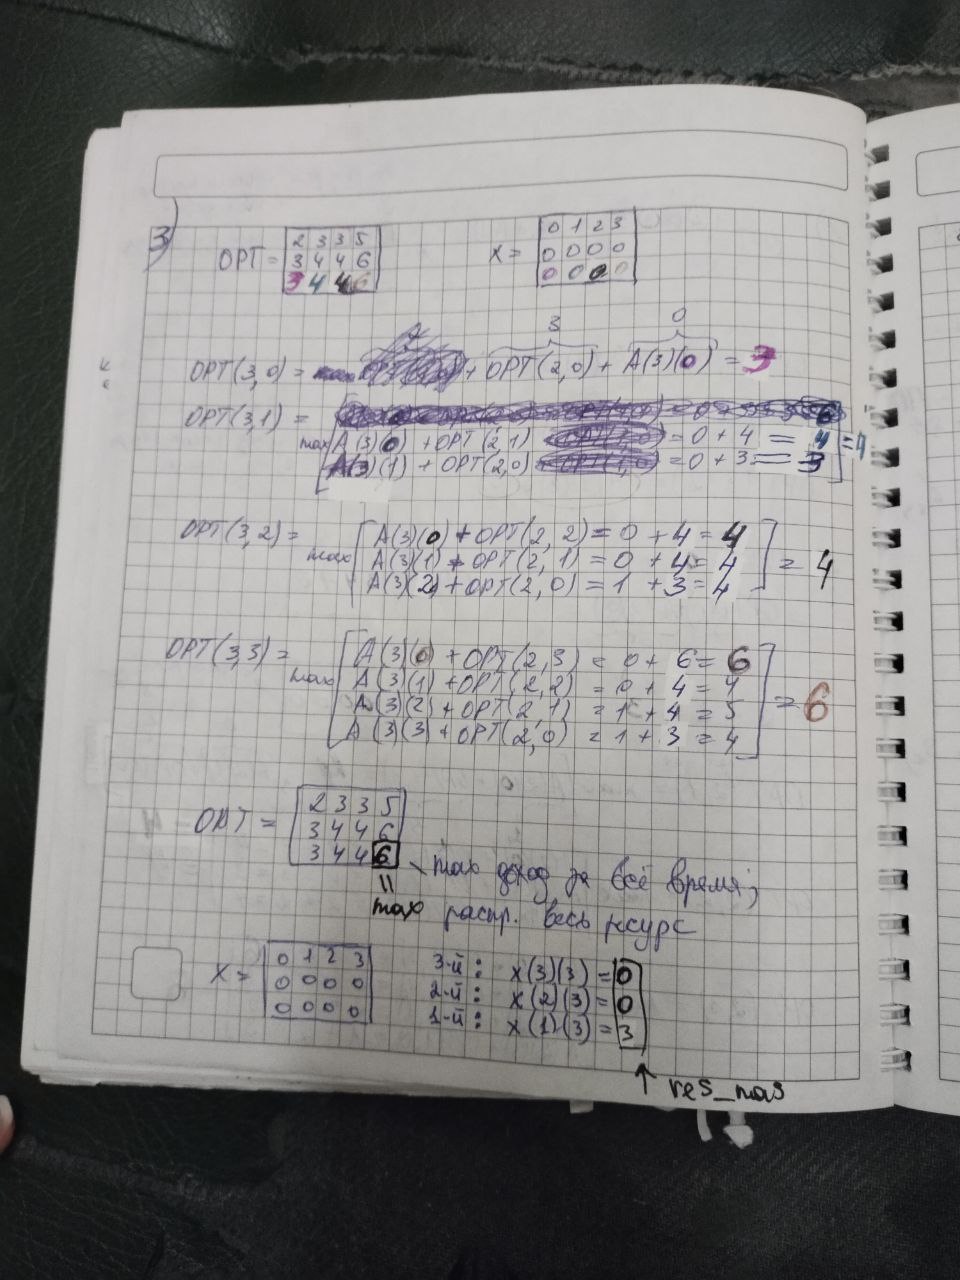 3)
OPT = 2 3 3 5
3 4 4 6
3 4 4 6
X = 0 1 2 3
0 0 0 0
0 0 0 0
3 0
OPT(3,0) = + OPT(2,0) + A(3)(0) = 3
OPT(3,1) =
max A(3)(0) + OPT(2,1) = 0 + 4 = 4 = 4
A(3)(1) + OPT(2,0) = 0 + 3 = 3
OPT(3,2) = max [ A(3)(0) + OPT(2,2) = 0 + 4 = 4
A(3)(1) + OPT(2,1) = 0 + 4 = 4 ] = 4
A(3)(2) + OPT(2,0) = 1 + 3 = 4
OPT(3,3) = max [ A(3)(0) + OPT(2,3) = 0 + 6 = 6
A(3)(1) + OPT(2,2) = 0 + 4 = 4
A(3)(2) + OPT(2,1) = 1 + 4 = 5 ] = 6
A(3)(3) + OPT(2,0) = 1 + 3 = 4
OPT = 2 3 3 5
3 4 4 6
3 4 4 6 max доход за всё время;
= max распр. весь ресурс
X = 0 1 2 3
0 0 0 0
0 0 0 0
3-й: X(3)(3) = 0
2-й: X(2)(3) = 0
1-й: X(1)(3) = 3
↑ res_mas